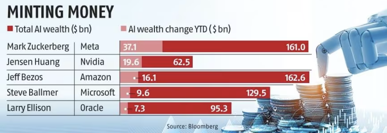 MINTING MONEY
Total AI wealth ($ bn) AI wealth change YTD ($ bn)
Mark Zuckerberg Meta 37.1 161.0
Jensen Huang Nvidia 19.6 62.5
Jeff Bezos Amazon 16.1 162.6
Steve Ballmer Microsoft 9.6 129.5
Larry Ellison Oracle 7.3 95.3
Source: Bloomberg